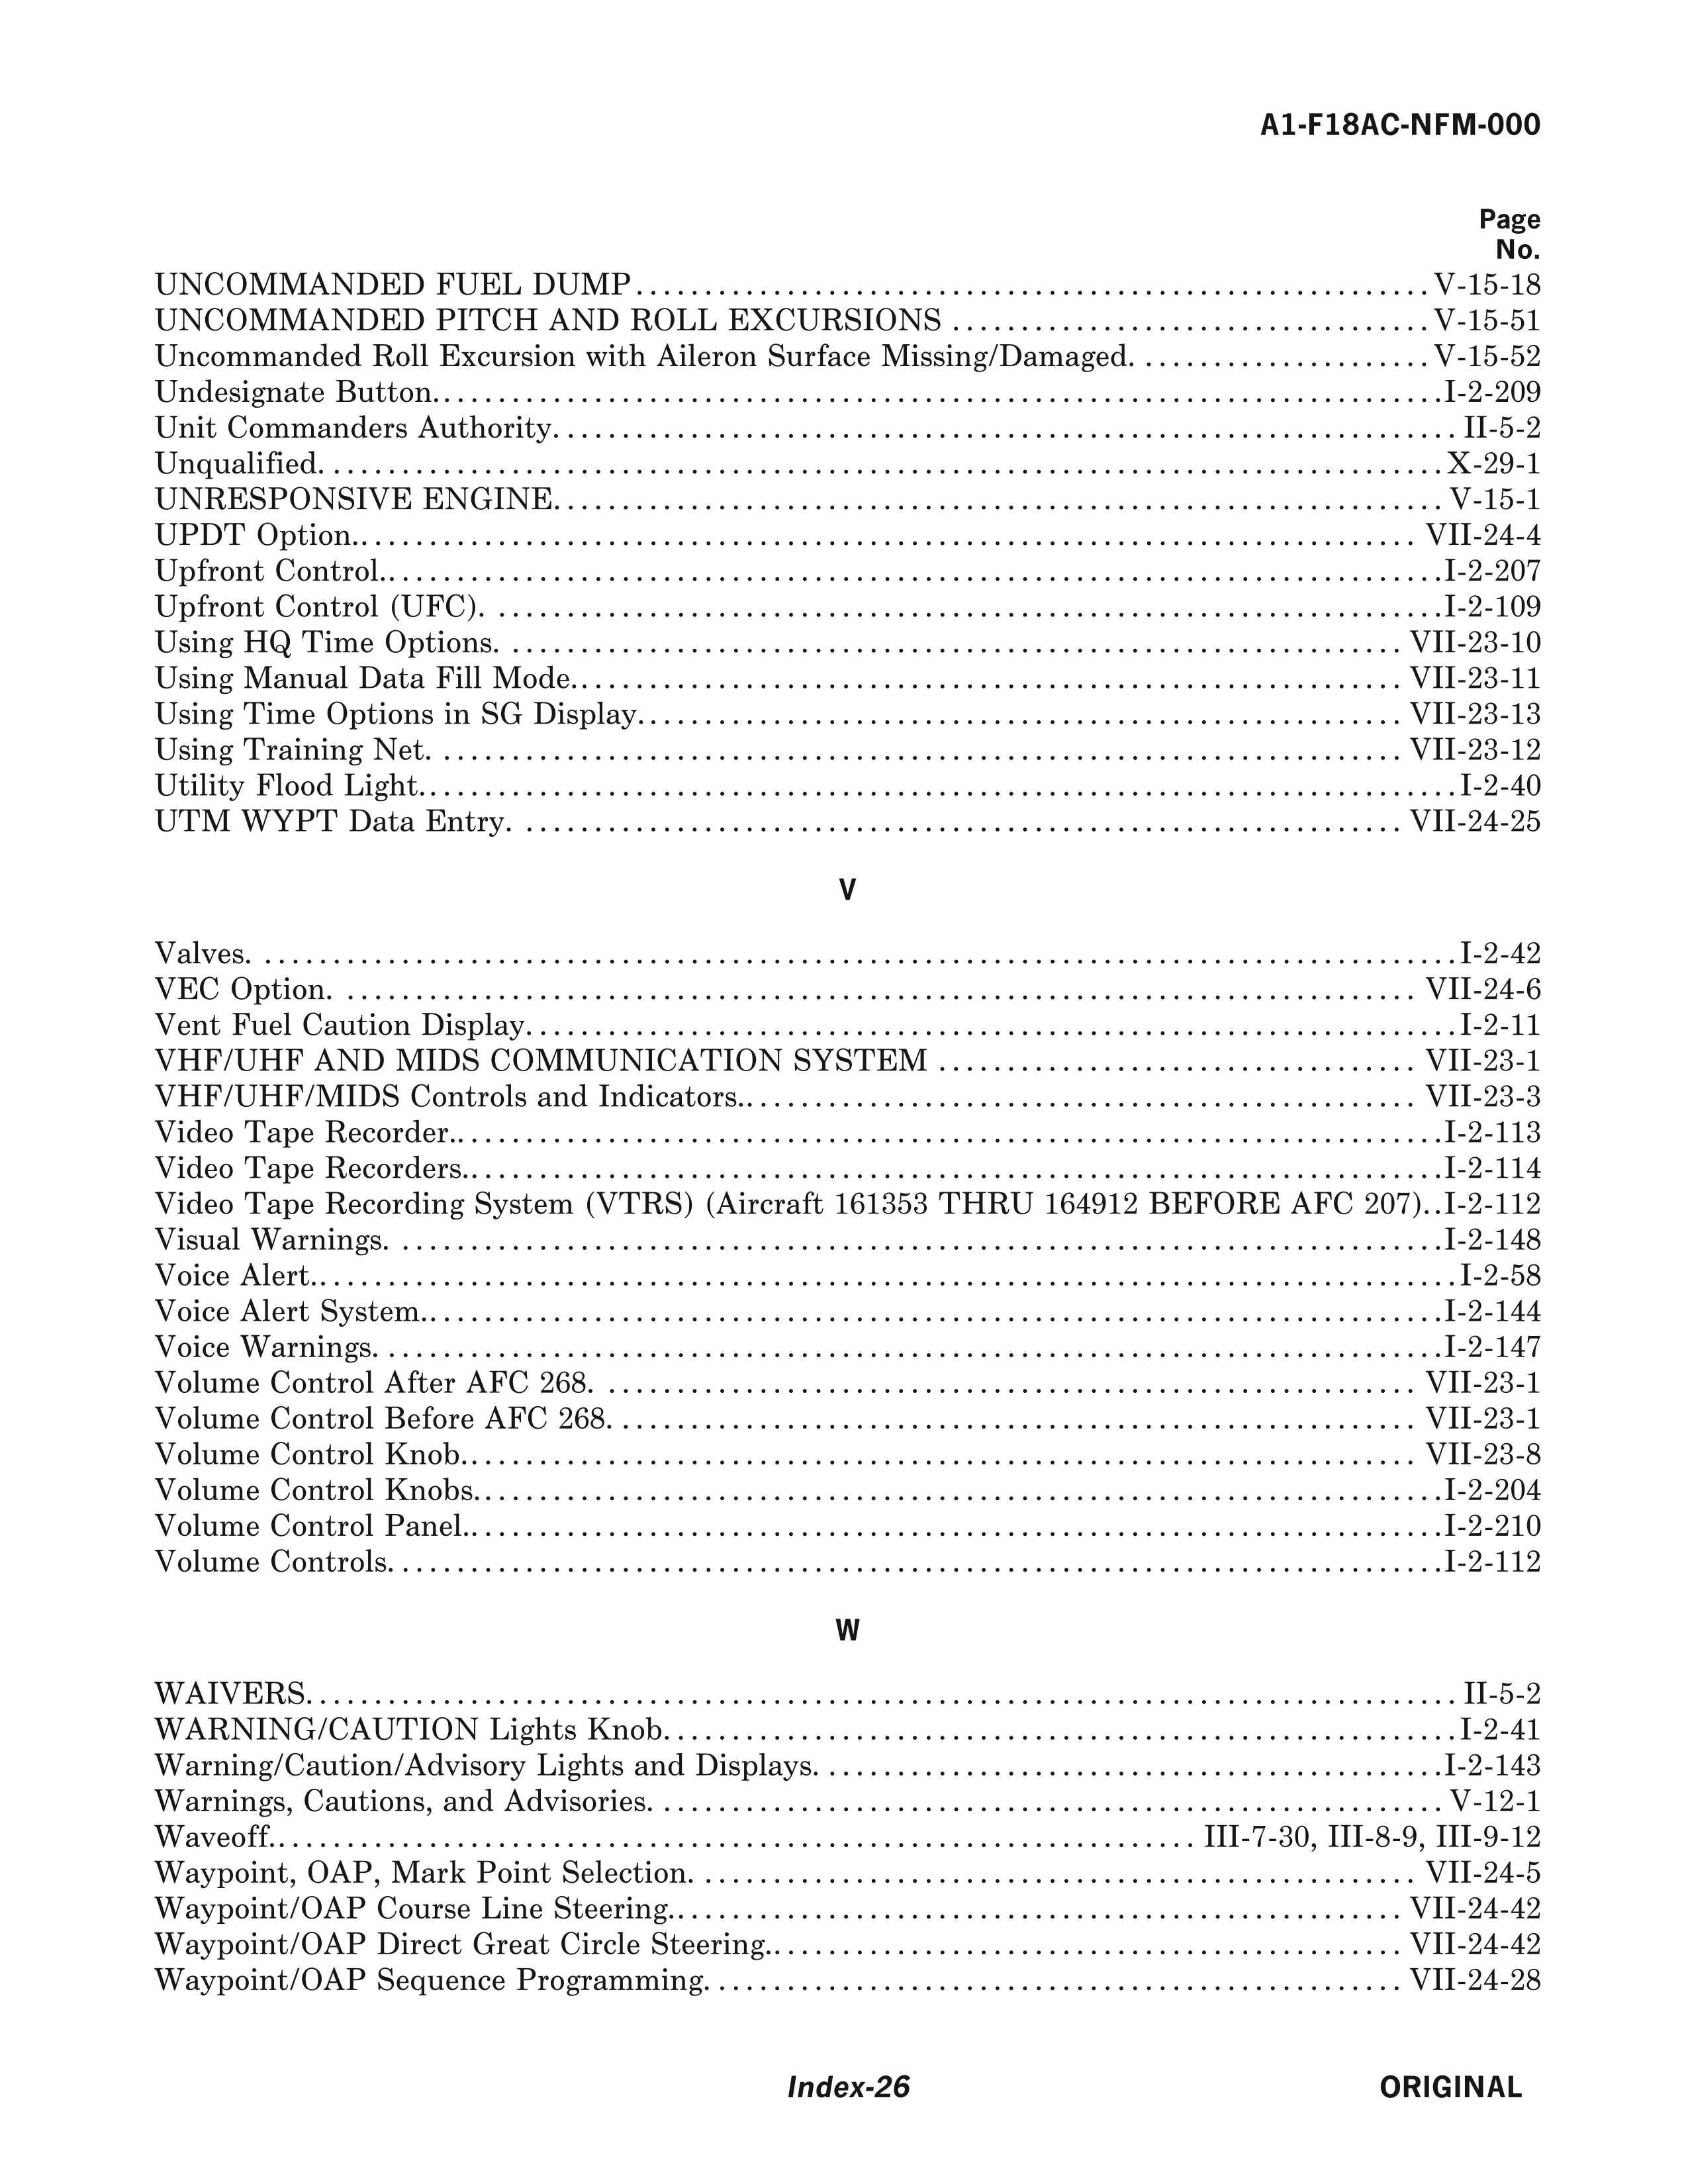 A1-F18AC-NFM-000
Page
No.
UNCOMMANDED FUEL DUMP V-15-18
UNCOMMANDED PITCH AND ROLL EXCURSIONS V-15-51
Uncommanded Roll Excursion with Aileron Surface Missing/Damaged. V-15-52
Undesignate Button. I-2-209
Unit Commanders Authority. II-5-2
Unqualified. X-29-1
UNRESPONSIVE ENGINE. V-15-1
UPDT Option. VII-24-4
Upfront Control. I-2-207
Upfront Control (UFC). I-2-109
Using HQ Time Options. VII-23-10
Using Manual Data Fill Mode. VII-23-11
Using Time Options in SG Display. VII-23-13
Using Training Net. VII-23-12
Utility Flood Light. I-2-40
UTM WYPT Data Entry. VII-24-25
V
Valves. I-2-42
VEC Option. VII-24-6
Vent Fuel Caution Display. I-2-11
VHF/UHF AND MIDS COMMUNICATION SYSTEM VII-23-1
VHF/UHF/MIDS Controls and Indicators. VII-23-3
Video Tape Recorder. I-2-113
Video Tape Recorders. I-2-114
Video Tape Recording System (VTRS) (Aircraft 161353 THRU 164912 BEFORE AFC 207). I-2-112
Visual Warnings. I-2-148
Voice Alert. I-2-58
Voice Alert System. I-2-144
Voice Warnings. I-2-147
Volume Control After AFC 268. VII-23-1
Volume Control Before AFC 268. VII-23-1
Volume Control Knob. VII-23-8
Volume Control Knobs. I-2-204
Volume Control Panel. I-2-210
Volume Controls. I-2-112
W
WAIVERS. II-5-2
WARNING/CAUTION Lights Knob. I-2-41
Warning/Caution/Advisory Lights and Displays. I-2-143
Warnings, Cautions, and Advisories. V-12-1
Waveoff. III-7-30, III-8-9, III-9-12
Waypoint, OAP, Mark Point Selection. VII-24-5
Waypoint/OAP Course Line Steering. VII-24-42
Waypoint/OAP Direct Great Circle Steering. VII-24-42
Waypoint/OAP Sequence Programming. VII-24-28
Index-26 ORIGINAL